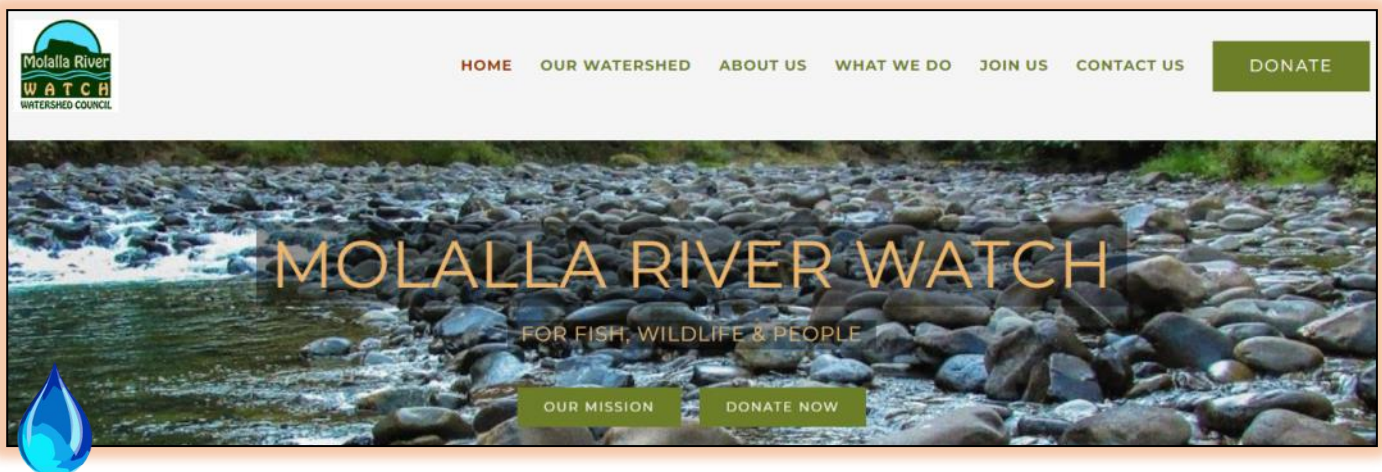 Molalla River
WATCH
WATERSHED COUNCIL
HOME OUR WATERSHED ABOUT US WHAT WE DO JOIN US CONTACT US DONATE
MOLALLA RIVER WATCH
FOR FISH, WILDLIFE & PEOPLE
OUR MISSION DONATE NOW